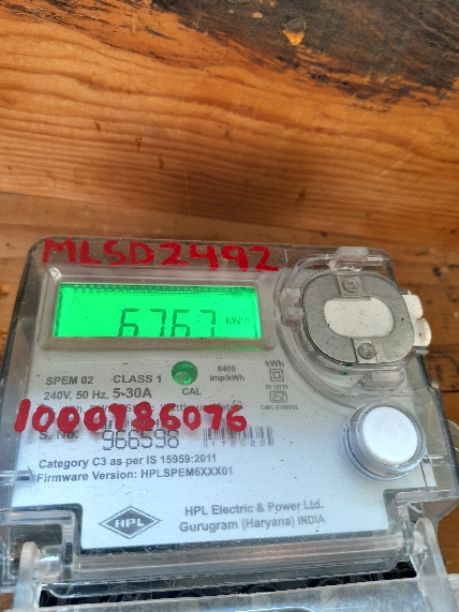 MLSD2492
6767 kWh
SPEM 02 CLASS 1
240V, 50 Hz, 5-30A
CAL
6400
imp/kWh
kWh
1000786076
S. No.
966598
Category C3 as per IS 15959:2011
Firmware Version: HPLSPEM6XXX01
HPL
HPL Electric & Power Ltd.
Gurugram (Haryana) INDIA